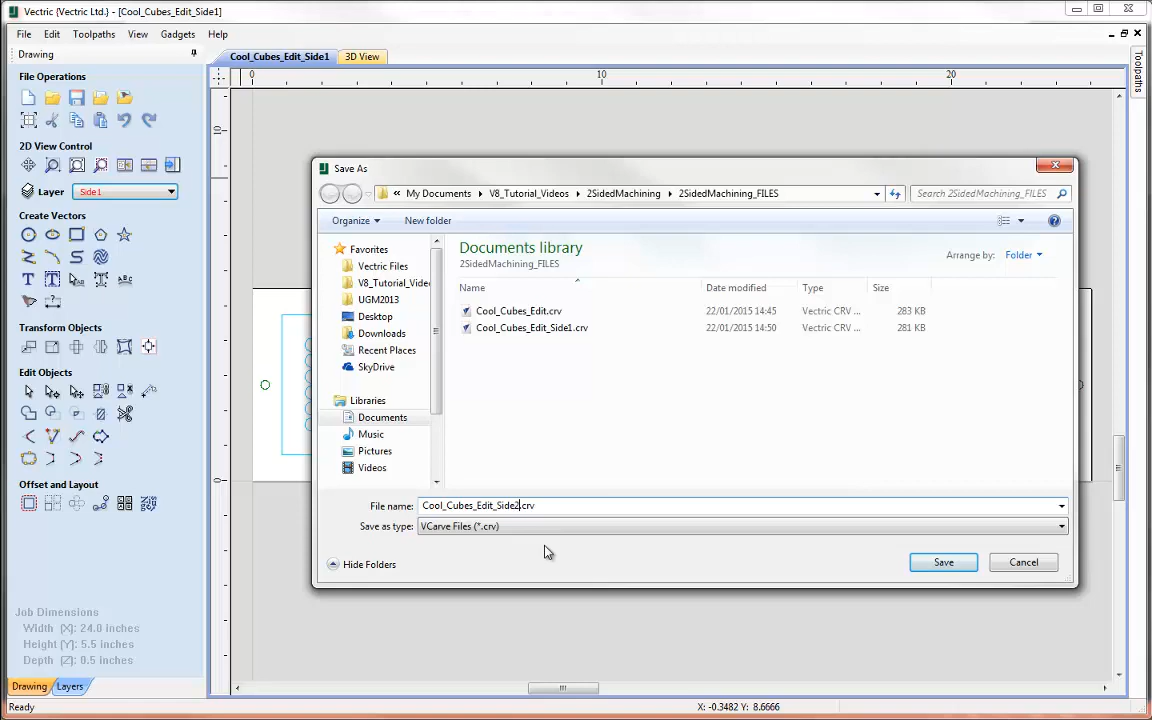 Vectric {Vectric Ltd.} - [Cool_Cubes_Edit_Side1]
File Edit Toolpaths View Gadgets Help
Drawing
File Operations
2D View Control
Layer Side1
Create Vectors
Transform Objects
Edit Objects
Offset and Layout
Job Dimensions
Width (X): 24.0 inches
Height (Y): 5.5 inches
Depth (Z): 0.5 inches
Drawing Layers
Ready
Cool_Cubes_Edit_Side1 3D View
0 10 20
10
0
Toolpaths
Save As
« My Documents V8_Tutorial_Videos 2SidedMachining 2SidedMachining_FILES
Search 2SidedMachining_FILES
Organize New folder
Favorites
Vectric Files
V8_Tutorial_Video
UGM2013
Desktop
Downloads
Recent Places
SkyDrive
Libraries
Documents
Music
Pictures
Videos
Documents library
2SidedMachining_FILES
Arrange by: Folder
Name Date modified Type Size
Cool_Cubes_Edit.crv 22/01/2015 14:45 Vectric CRV ... 283 KB
Cool_Cubes_Edit_Side1.crv 22/01/2015 14:50 Vectric CRV ... 281 KB
File name: Cool_Cubes_Edit_Side2.crv
Save as type: VCarve Files (*.crv)
Hide Folders
Save Cancel
X: -0.3482 Y: 8.6666